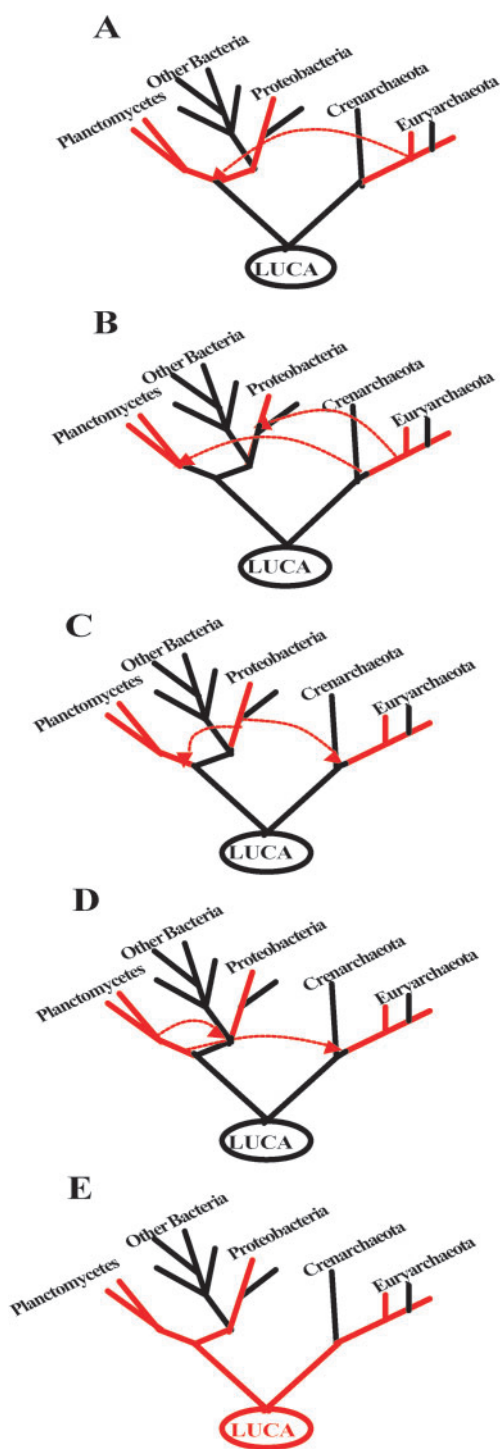 A
Planctomycetes
Other Bacteria
Proteobacteria
Crenarchaeota
Euryarchaeota
LUCA
B
Planctomycetes
Other Bacteria
Proteobacteria
Crenarchaeota
Euryarchaeota
LUCA
C
Planctomycetes
Other Bacteria
Proteobacteria
Crenarchaeota
Euryarchaeota
LUCA
D
Planctomycetes
Other Bacteria
Proteobacteria
Crenarchaeota
Euryarchaeota
LUCA
E
Planctomycetes
Other Bacteria
Proteobacteria
Crenarchaeota
Euryarchaeota
LUCA